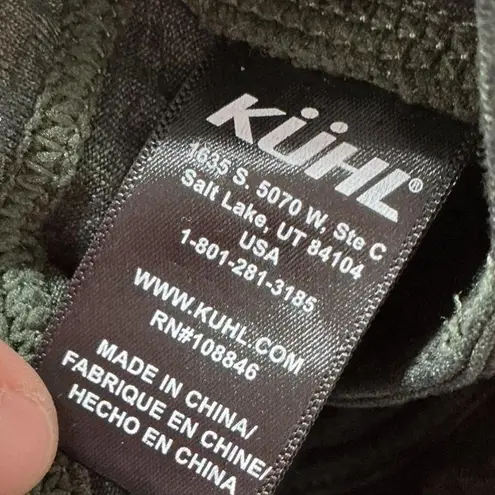 KÜHL®
1635 S. 5070 W, Ste C
Salt Lake, UT 84104
USA
1-801-281-3185
WWW.KUHL.COM
RN#108846
MADE IN CHINA/
FABRIQUE EN CHINE/
HECHO EN CHINA